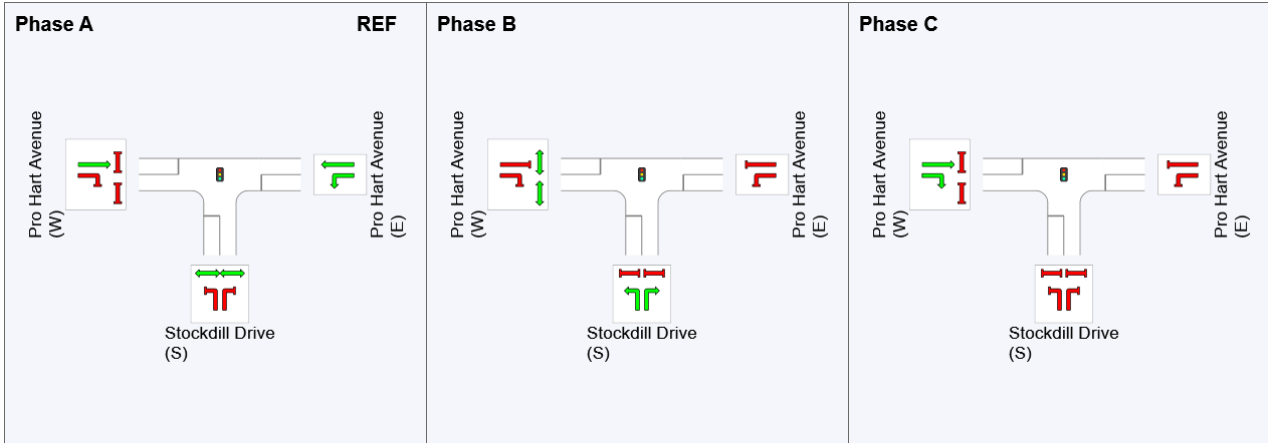 Phase A
REF
Pro Hart Avenue
(W)
Pro Hart Avenue
(E)
Stockdill Drive
(S)
Phase B
Pro Hart Avenue
(W)
Pro Hart Avenue
(E)
Stockdill Drive
(S)
Phase C
Pro Hart Avenue
(W)
Pro Hart Avenue
(E)
Stockdill Drive
(S)